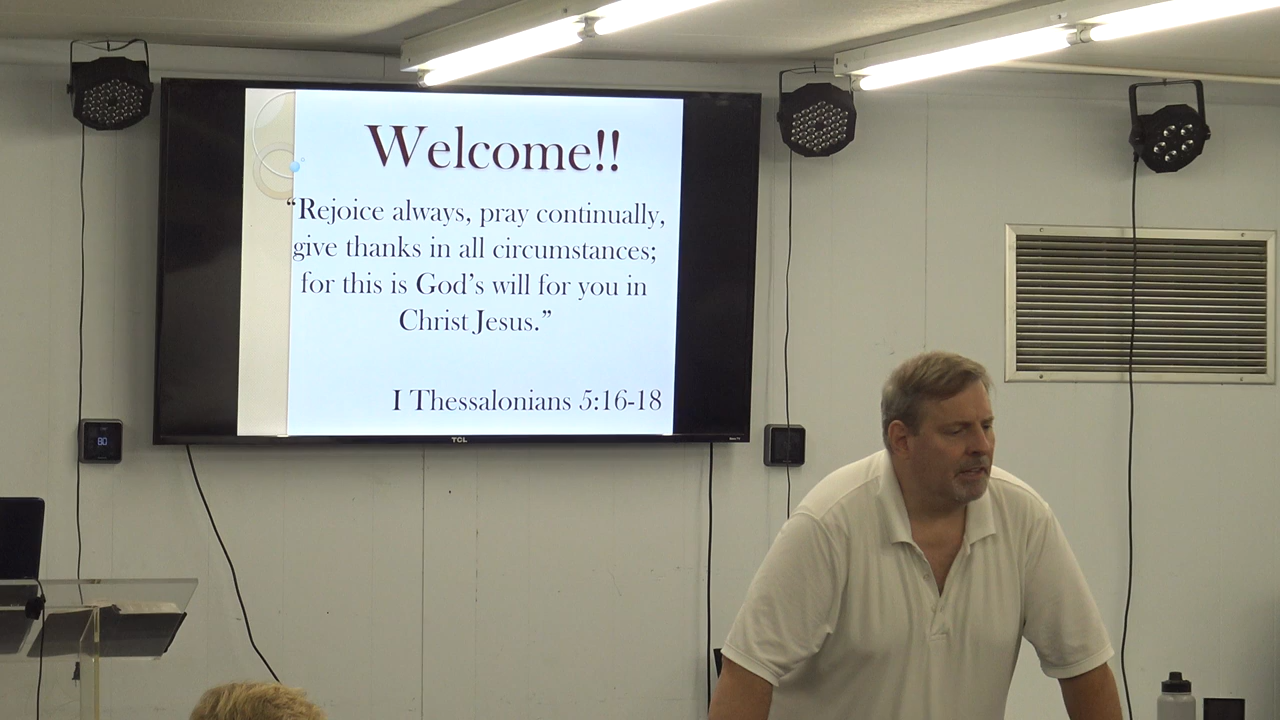 Welcome!!
“Rejoice always, pray continually,
give thanks in all circumstances;
for this is God’s will for you in
Christ Jesus.”
I Thessalonians 5:16-18
TCL
80